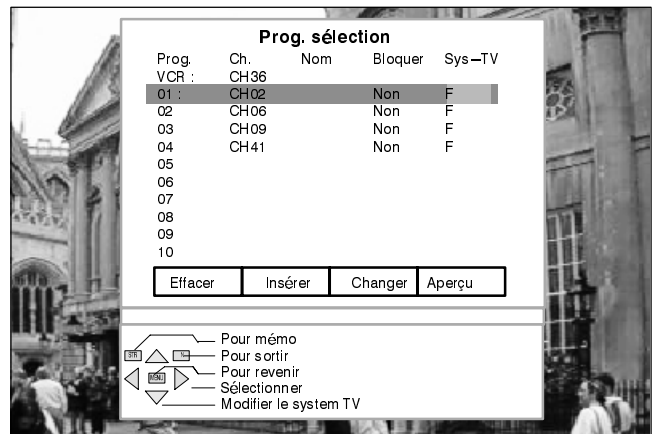 Prog. sélection
Prog. Ch. Nom Bloquer Sys–TV
VCR : CH36
01 : CH02 Non F
02 CH06 Non F
03 CH09 Non F
04 CH41 Non F
05
06
07
08
09
10
Effacer Insérer Changer Aperçu
Pour mémo
STR N Pour sortir
Pour revenir
MENU
Sélectionner
Modifier le system TV